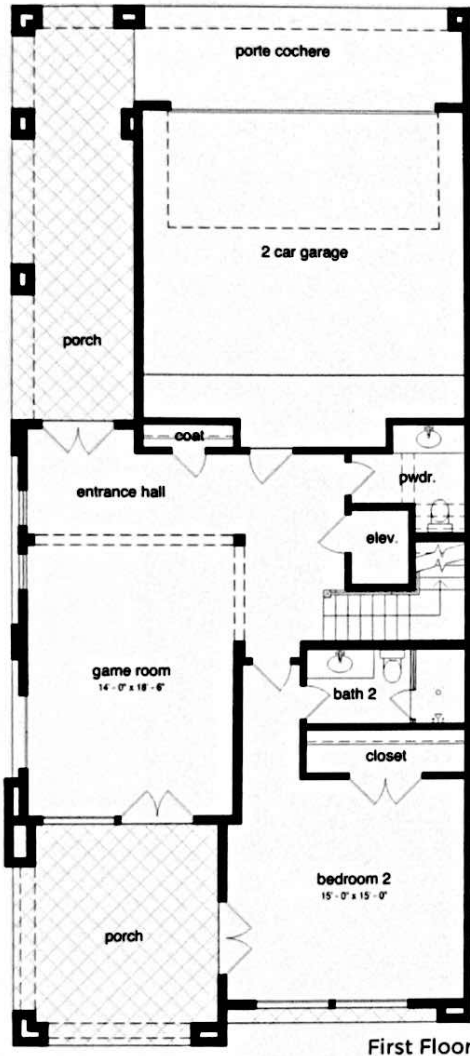 porte cochere
2 car garage
porch
coat
entrance hall
pwdr.
elev.
game room
14' - 0" x 18' - 6"
bath 2
closet
bedroom 2
15' - 0" x 15' - 0"
porch
First Floor